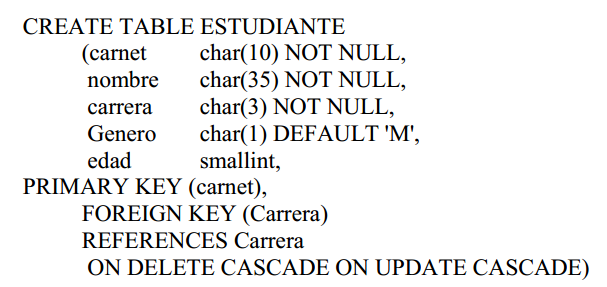 CREATE TABLE ESTUDIANTE
(carnet char(10) NOT NULL,
nombre char(35) NOT NULL,
carrera char(3) NOT NULL,
Genero char(1) DEFAULT 'M',
edad smallint,
PRIMARY KEY (carnet),
FOREIGN KEY (Carrera)
REFERENCES Carrera
ON DELETE CASCADE ON UPDATE CASCADE)